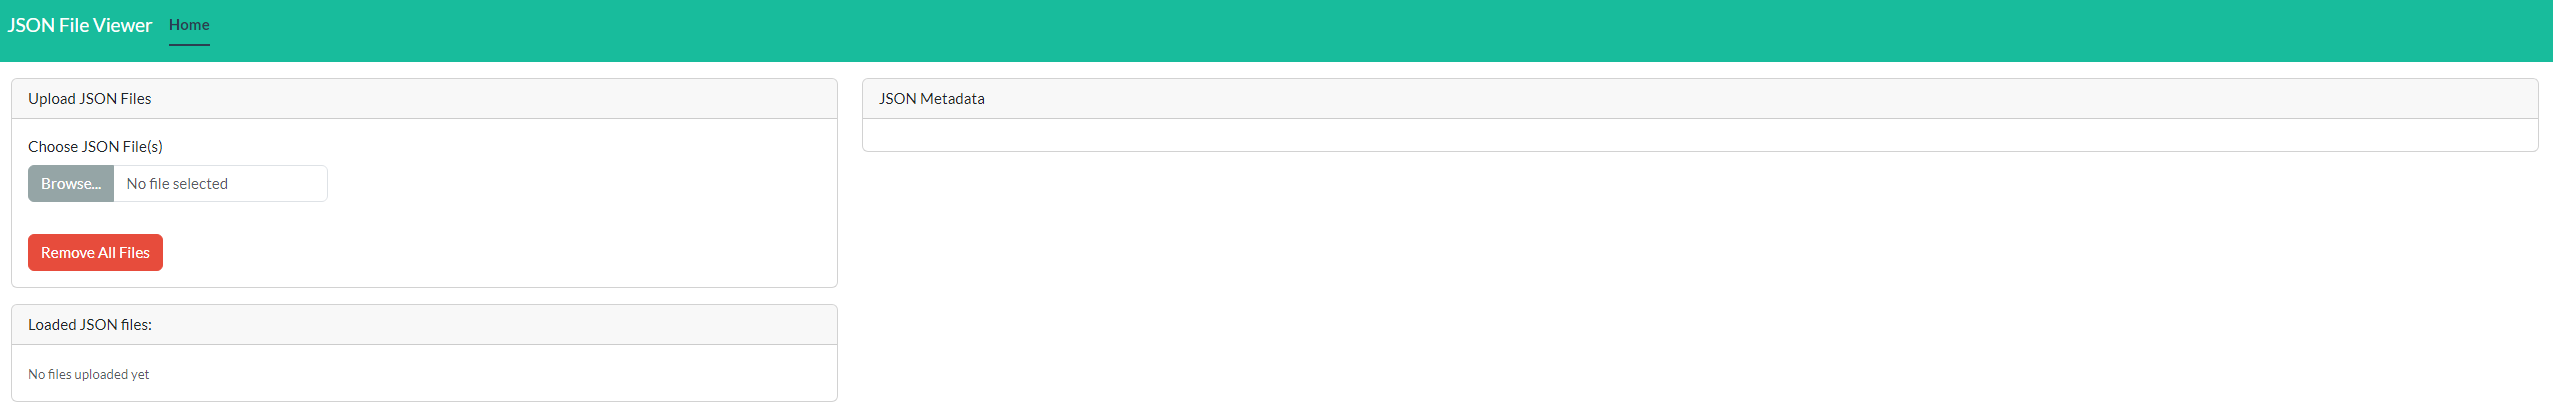 JSON File Viewer Home
Upload JSON Files
Choose JSON File(s)
Browse... No file selected
Remove All Files
Loaded JSON files:
No files uploaded yet
JSON Metadata